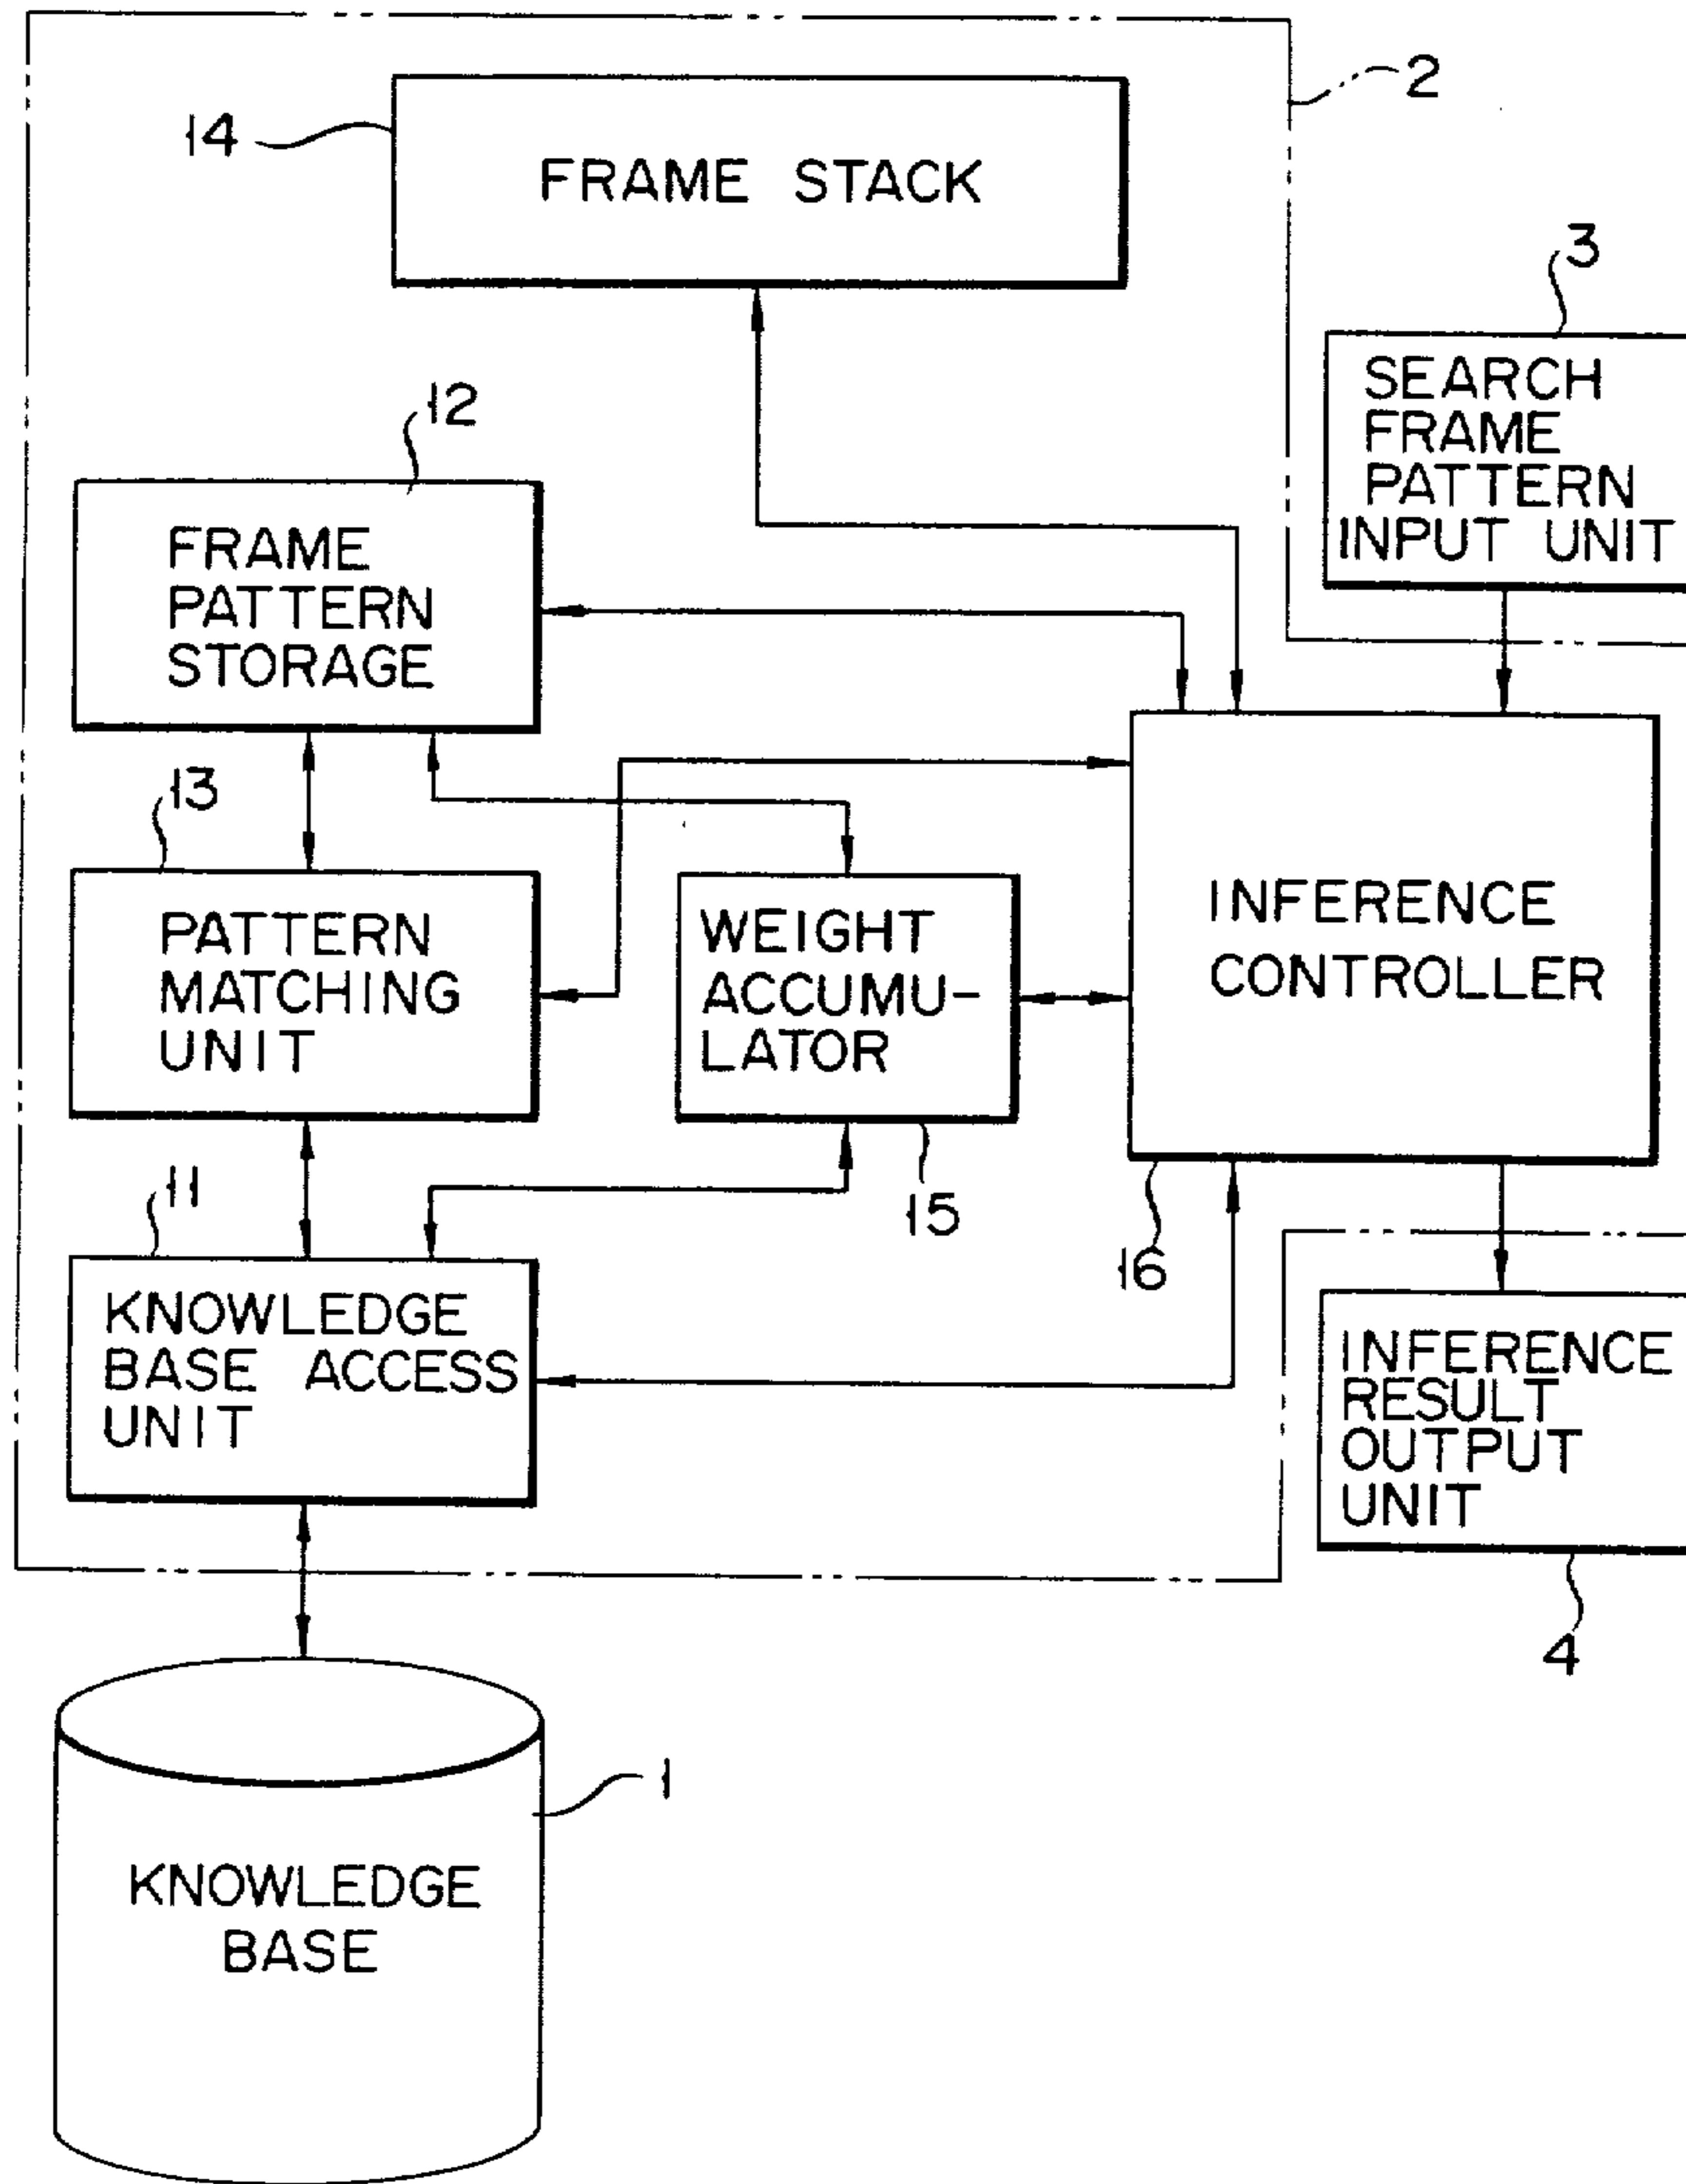 2
14
FRAME STACK
3
SEARCH
FRAME
PATTERN
INPUT UNIT
12
FRAME
PATTERN
STORAGE
13
PATTERN
MATCHING
UNIT
WEIGHT
ACCUMU-
LATOR
INFERENCE
CONTROLLER
11
15
16
KNOWLEDGE
BASE ACCESS
UNIT
INFERENCE
RESULT
OUTPUT
UNIT
4
1
KNOWLEDGE
BASE